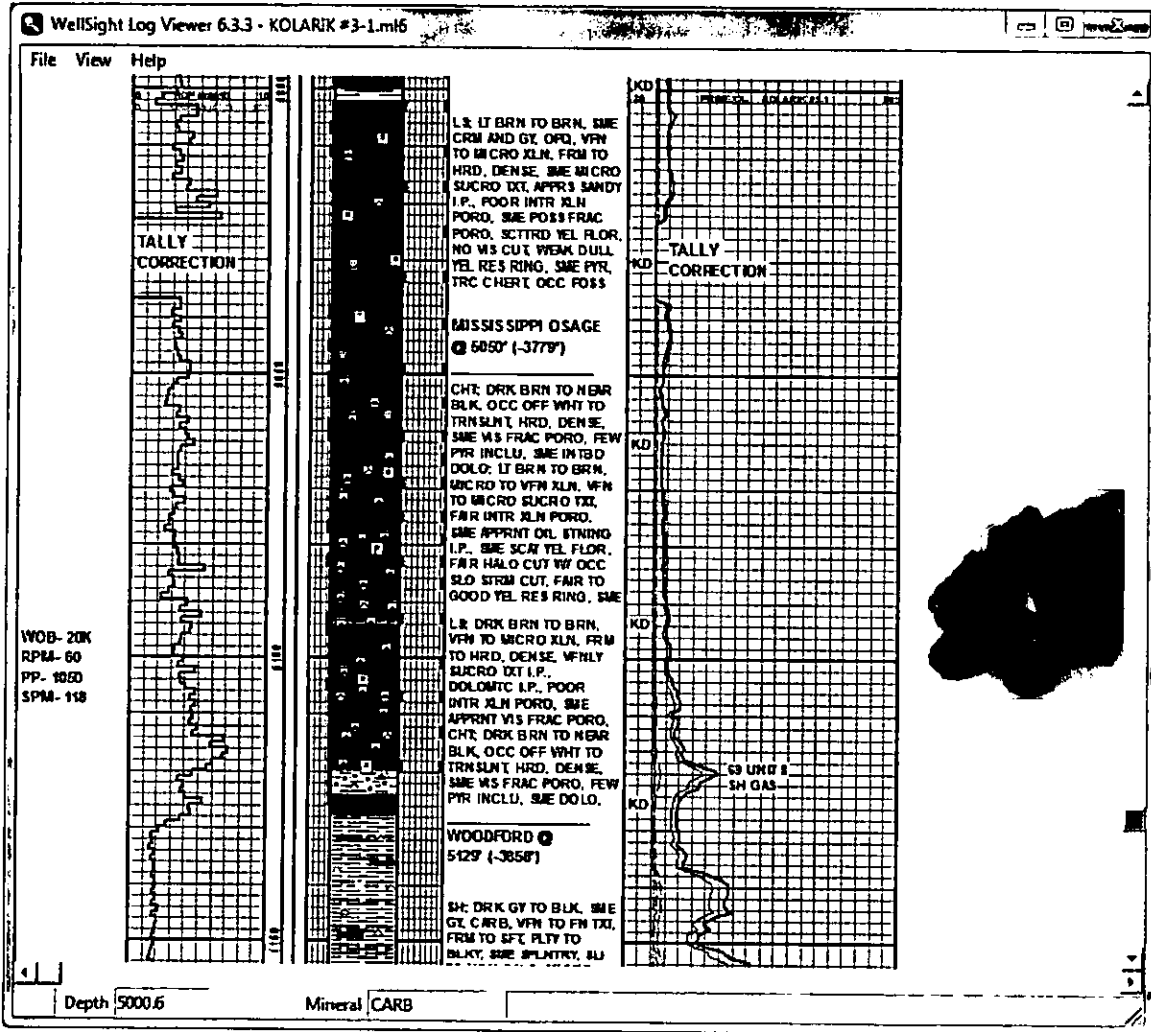 WellSight Log Viewer 6.3.3 - KOLARIK #3-1.ml6
File View Help
TALLY
CORRECTION
WOB- 20K
RPM- 60
PP- 1050
SPM- 118
LS; LT BRN TO BRN, SME
CRM AND GY, OPQ, VFN
TO MICRO XLN, FRM TO
HRD, DENSE, SME MICRO
SUCRO TXT, APPRS SANDY
I.P., POOR INTR XLN
PORO, SME POSS FRAC
PORO, SCTTRD YEL FLOR,
NO VIS CUT, WEAK DULL
YEL RES RING, SME PYR,
TRC CHERT, OCC FOSS
MISSISSIPPI OSAGE
@ 5050' (-3779')
CHT; DRK BRN TO NEAR
BLK, OCC OFF WHT TO
TRNSLNT, HRD, DENSE,
SME VIS FRAC PORO, FEW
PYR INCLU, SME INTBD
DOLO; LT BRN TO BRN,
MICRO TO VFN XLN, VFN
TO MICRO SUCRO TXT,
FAIR INTR XLN PORO,
SME APPRNT OIL STNING
I.P., SME SCAT YEL FLOR,
FAIR HALO CUT W/ OCC
SLO STRM CUT, FAIR TO
GOOD YEL RES RING, SME
LS; DRK BRN TO BRN,
VFN TO MICRO XLN, FRM
TO HRD, DENSE, VFNLY
SUCRO TXT I.P.,
DOLOMTC I.P., POOR
INTR XLN PORO, SME
APPRNT VIS FRAC PORO,
CHT; DRK BRN TO NEAR
BLK, OCC OFF WHT TO
TRNSLNT, HRD, DENSE,
SME VIS FRAC PORO, FEW
PYR INCLU, SME DOLO,
WOODFORD @
5129' (-3858')
SH; DRK GY TO BLK, SME
GY, CARB, VFN TO FN TXT,
FRM TO SFT, PLTY TO
BLKY, SME SPLNTRY, SLI
KD
KD
TALLY
CORRECTION
KD
KD
69 UNITS
SH GAS
KD
Depth 5000.6 Mineral CARB